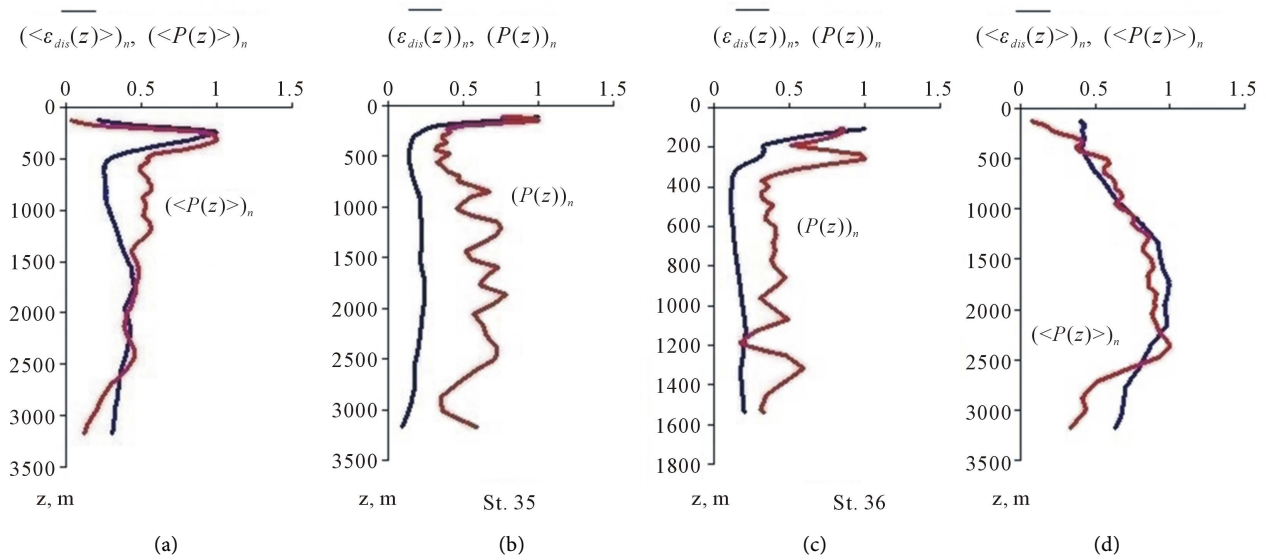 (<ε_dis(z)>)_n, (<P(z)>)_n
0 0.5 1 1.5
0
500
1000
1500
2000
2500
3000
3500
(<P(z)>)_n
z, m
(a)
(ε_dis(z))_n, (P(z))_n
0 0.5 1 1.5
0
500
1000
1500
2000
2500
3000
3500
(P(z))_n
z, m St. 35
(b)
(ε_dis(z))_n, (P(z))_n
0 0.5 1 1.5
0
200
400
600
800
1000
1200
1400
1600
1800
(P(z))_n
z, m St. 36
(c)
(<ε_dis(z)>)_n, (<P(z)>)_n
0 0.5 1 1.5
0
500
1000
1500
2000
2500
3000
3500
(<P(z)>)_n
z, m
(d)